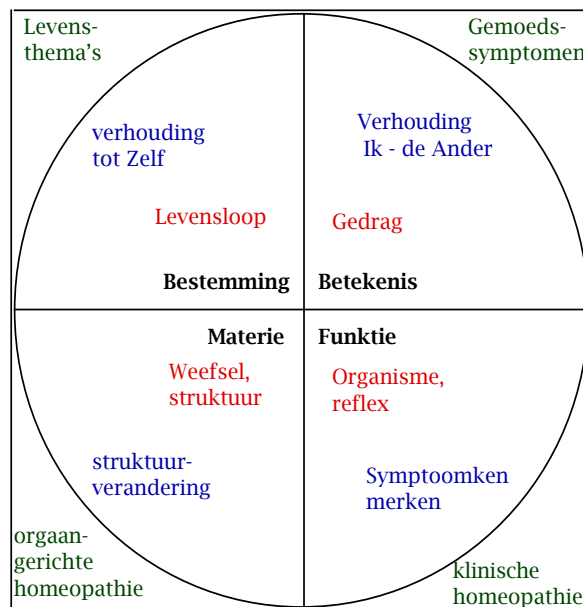 Levens-
thema's
Gemoeds-
symptomen
verhouding
tot Zelf
Verhouding
Ik - de Ander
Levensloop
Gedrag
Bestemming
Betekenis
Materie
Funktie
Weefsel,
struktuur
Organisme,
reflex
struktuur-
verandering
Symptoomken
merken
orgaan-
gerichte
homeopathie
klinische
homeopathie